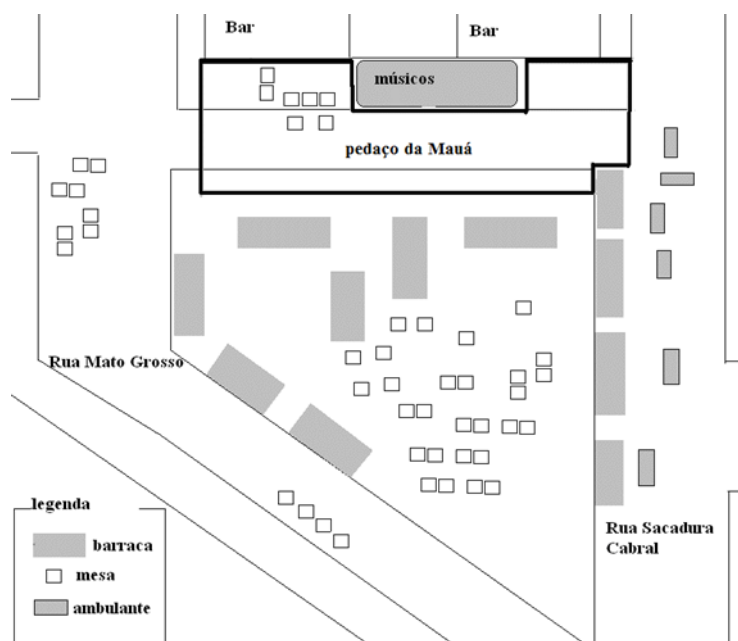 Bar
Bar
músicos
pedaço da Mauá
Rua Mato Grosso
legenda
barraca
mesa
ambulante
Rua Sacadura
Cabral